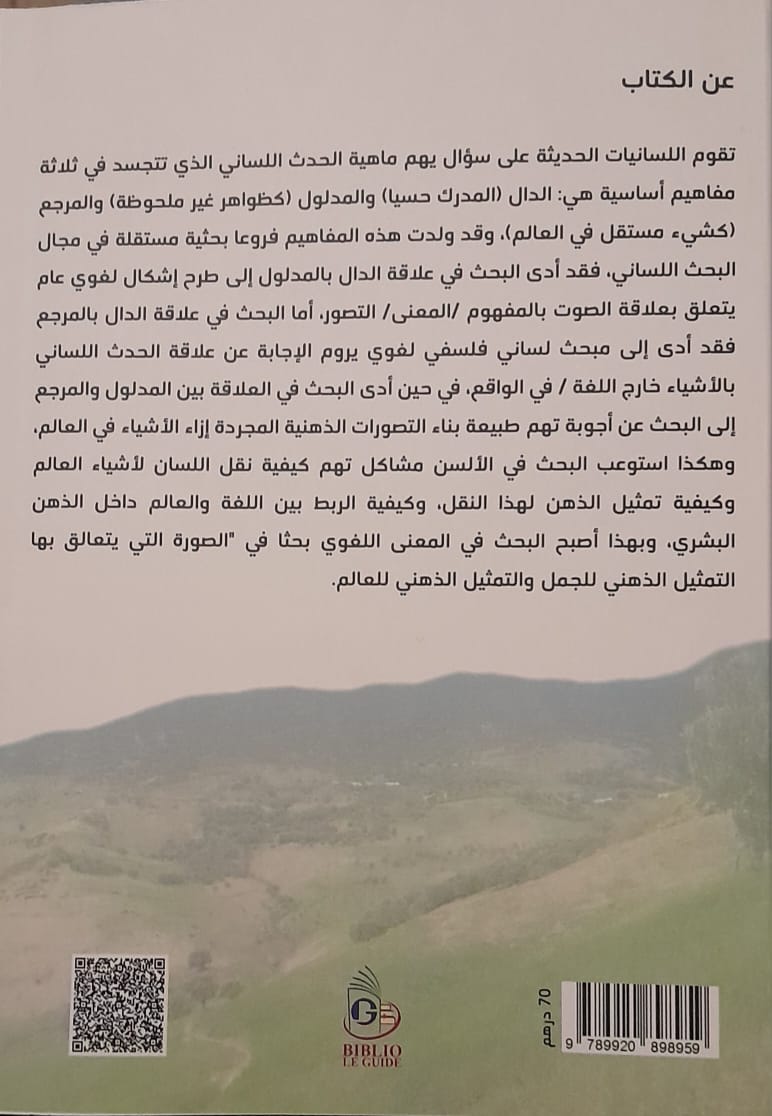 عن الكتاب
تقوم اللسانيات الحديثة على سؤال يهم ماهية الحدث اللساني الذي تتجسد في ثلاثة
مفاهيم أساسية هي: الدال (المدرك حسيا) والمدلول (كظواهر غير ملحوظة) والمرجع
(كشيء مستقل في العالم)، وقد ولدت هذه المفاهيم فروعا بحثية مستقلة في مجال
البحث اللساني، فقد أدى البحث في علاقة الدال بالمدلول إلى طرح إشكال لغوي عام
يتعلق بعلاقة الصوت بالمفهوم /المعنى/ التصور، أما البحث في علاقة الدال بالمرجع
فقد أدى إلى مبحث لساني فلسفي لغوي يروم الإجابة عن علاقة الحدث اللساني
بالأشياء خارج اللغة / في الواقع، في حين أدى البحث في العلاقة بين المدلول والمرجع
إلى البحث عن أجوبة تهم طبيعة بناء التصورات الذهنية المجردة إزاء الأشياء في العالم،
وهكذا استوعب البحث في الألسن مشاكل تهم كيفية نقل اللسان لأشياء العالم
وكيفية تمثيل الذهن لهذا النقل، وكيفية الربط بين اللغة والعالم داخل الذهن
البشري، وبهذا أصبح البحث في المعنى اللغوي بحثا في "الصورة التي يتعالق بها
التمثيل الذهني للجمل والتمثيل الذهني للعالم.
BIBLIO
LE GUIDE
70 درهم
9 789920 898959